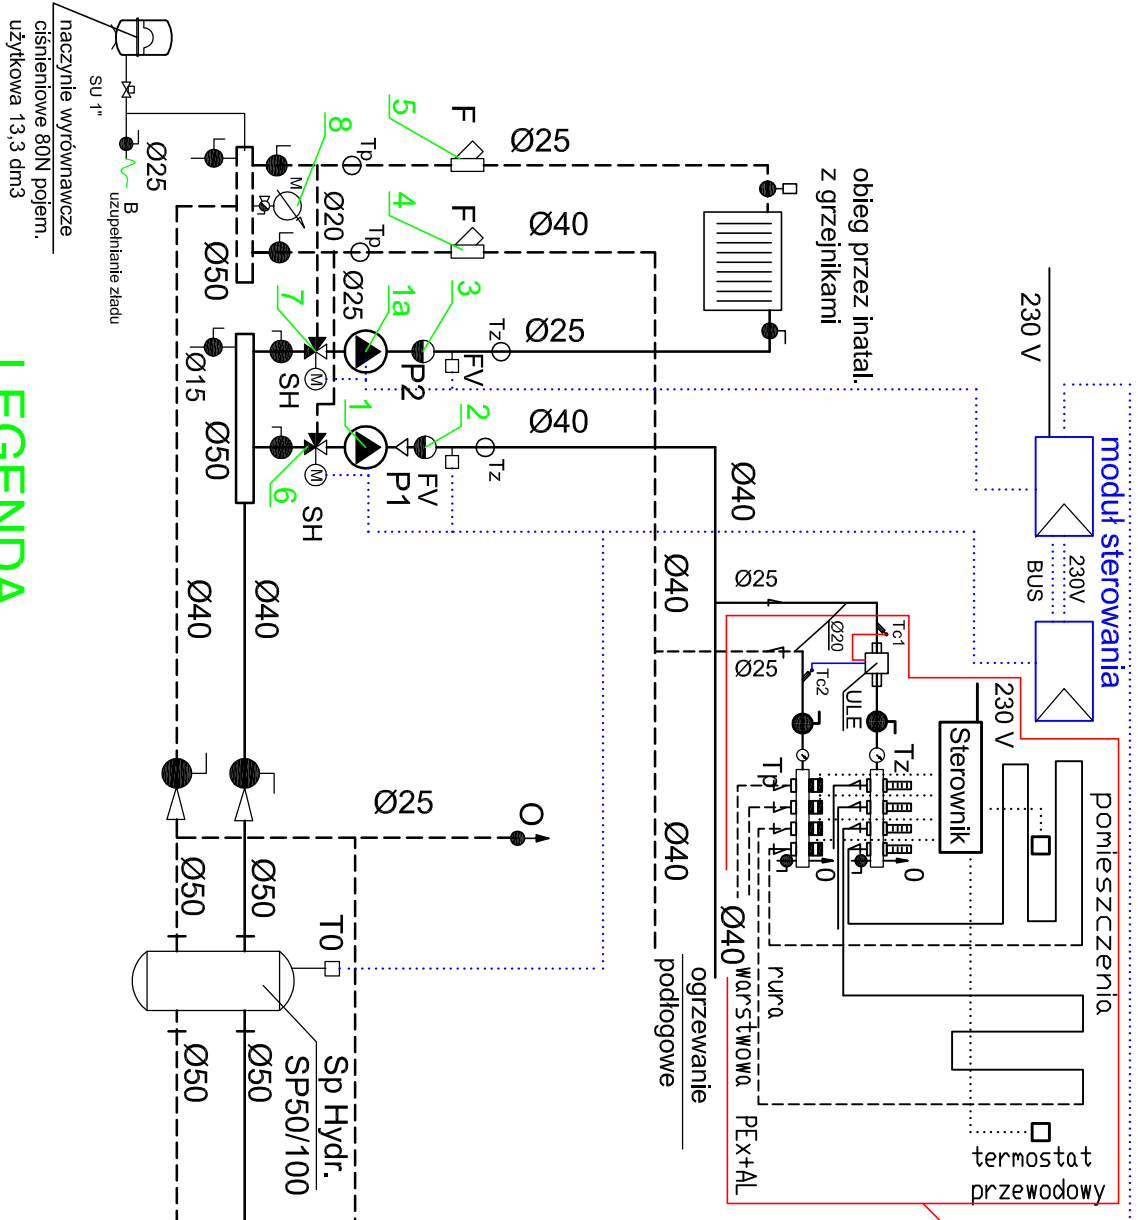 naczynie wyrównawcze
ciśnieniowe 80N pojem.
użytkowa 13,3 dm3
SU 1"
Ø25
B
uzupełnianie zładu
5
F
Ø25
8
Tp
M
Ø20
4
F
Ø40
Tp
Ø50
Ø25
7
1a
3
Tz
Ø25
P2
FV
M
SH
Ø15
Ø50
1
2
Ø40
Tz
FV
P1
M
6
SH
obieg przez inatal.
z grzejnikami
230 V
moduł sterowania
230V
BUS
Ø40
Ø40
Ø25
Ø20
Ø25
Tc1
Tc2
ULE
230 V
Sterownik
Tz
Tp
0
0
pomieszczenia
rura
warstwowa PEx+AL
termostat
przewodowy
Ø40
Ø40
ogrzewanie
podłogowe
Ø40
Ø40
Ø25
O
Ø50
Ø50
T0
Sp Hydr.
SP50/100
Ø50
Ø50
LEGENDA